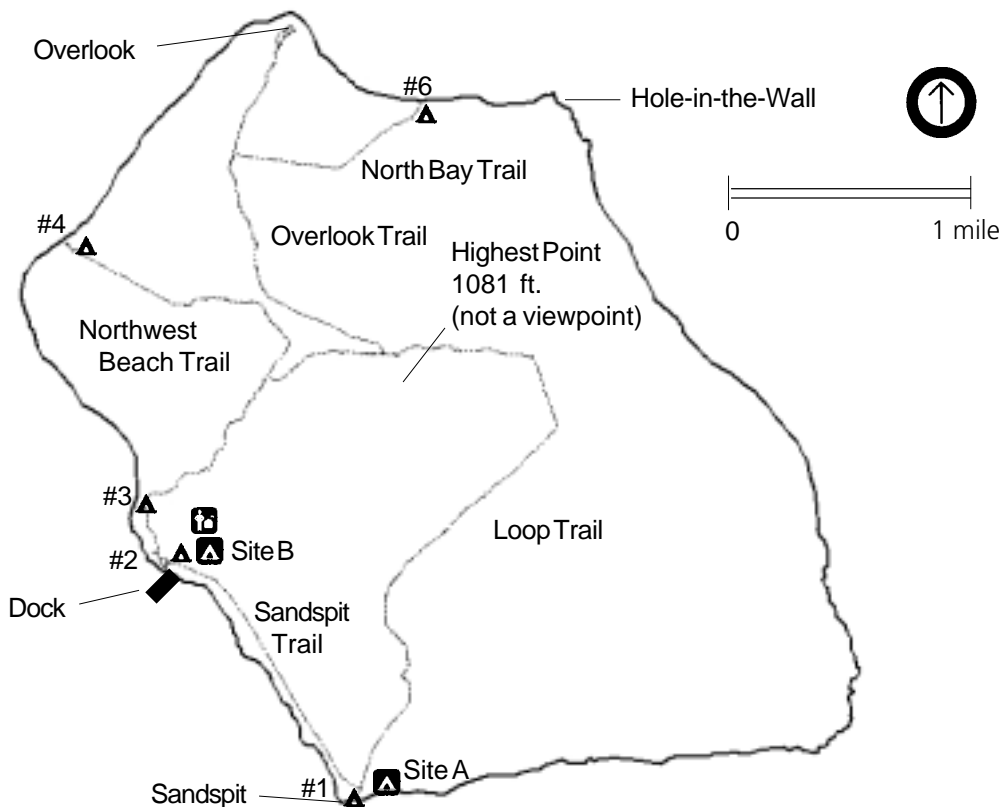 Overlook
#6
Hole-in-the-Wall
North Bay Trail
#4
Overlook Trail
0
1 mile
Highest Point
1081 ft.
(not a viewpoint)
Northwest
Beach Trail
#3
Loop Trail
#2
Site B
Dock
Sandspit
Trail
#1
Site A
Sandspit